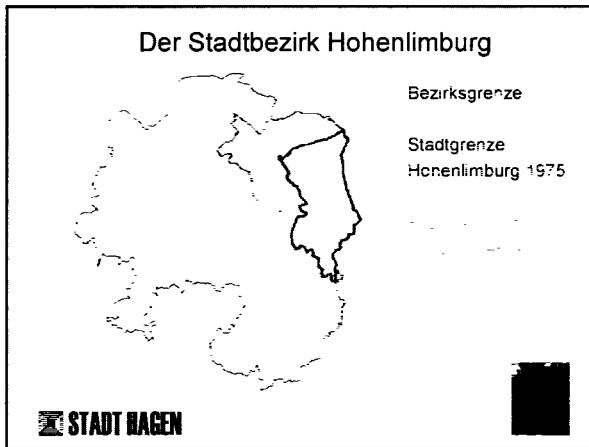 Der Stadtbezirk Hohenlimburg
Bezirksgrenze
Stadtgrenze
Hohenlimburg 1975
STADT HAGEN